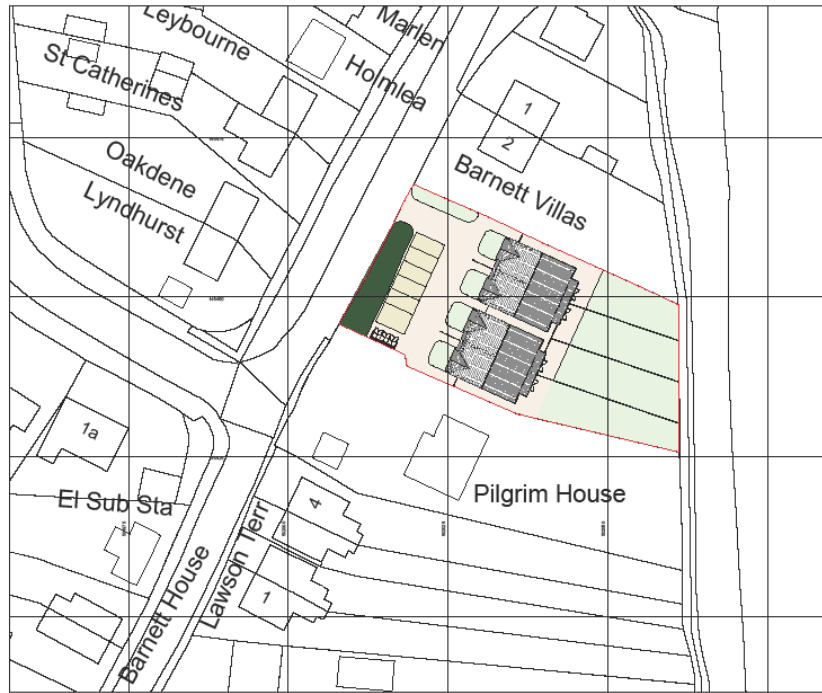 Leybourne
Marlen
St Catherines
Holmlea
1
2
Oakdene
Barnett Villas
Lyndhurst
1a
El Sub Sta
Pilgrim House
4
Lawson Terr
1
Barnett House